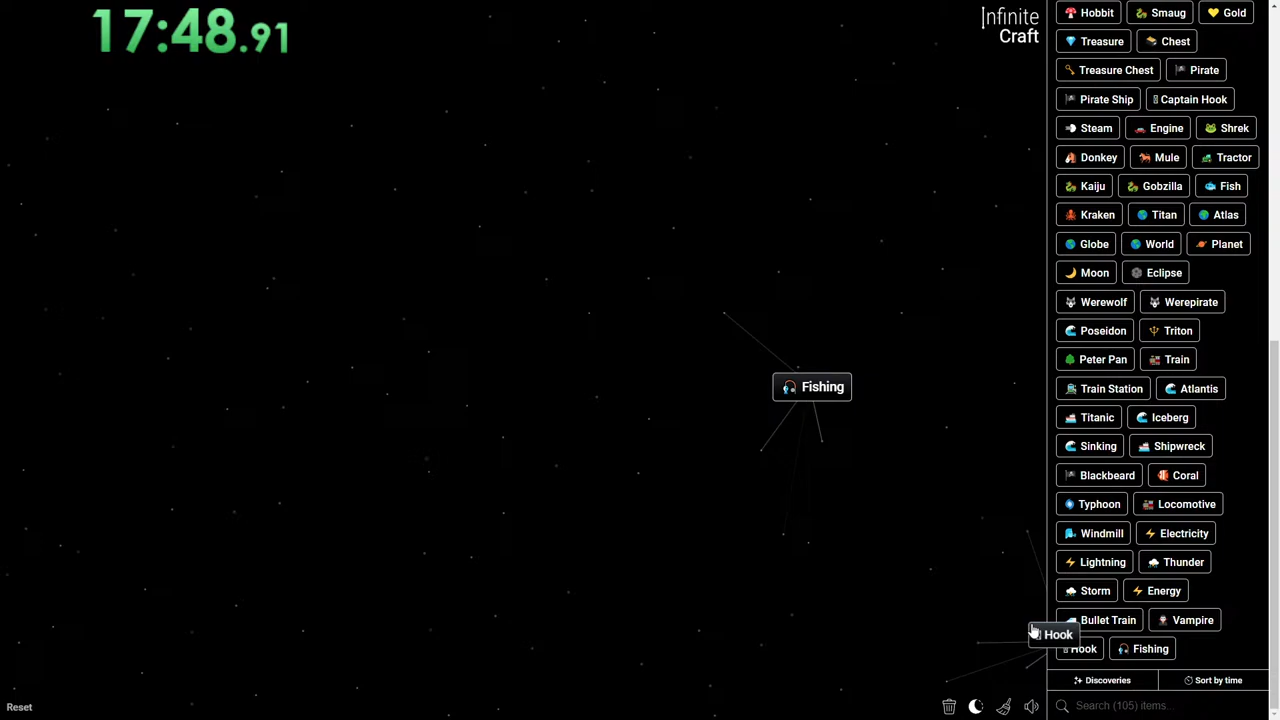 17:48.91
Infinite
Craft
Hobbit Smaug Gold
Treasure Chest
Treasure Chest Pirate
Pirate Ship Captain Hook
Steam Engine Shrek
Donkey Mule Tractor
Kaiju Gobzilla Fish
Kraken Titan Atlas
Globe World Planet
Moon Eclipse
Werewolf Werepirate
Poseidon Triton
Peter Pan Train
Fishing
Train Station Atlantis
Titanic Iceberg
Sinking Shipwreck
Blackbeard Coral
Typhoon Locomotive
Windmill Electricity
Lightning Thunder
Storm Energy
Bullet Train Vampire
Hook
Hook Fishing
Discoveries Sort by time
Reset
Search (105) items...